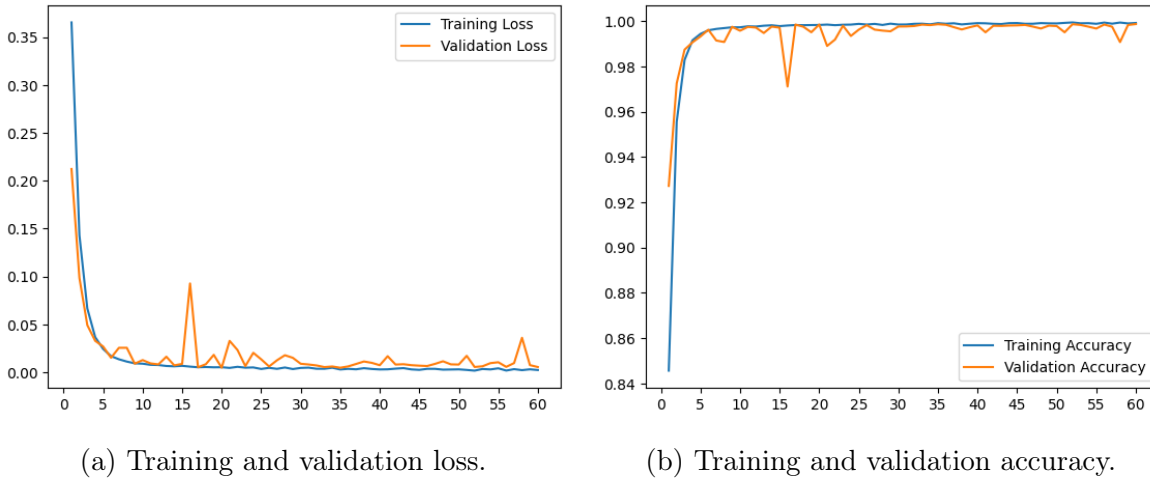 0.35
0.30
0.25
0.20
0.15
0.10
0.05
0.00
0 5 10 15 20 25 30 35 40 45 50 55 60
Training Loss
Validation Loss
(a) Training and validation loss.
1.00
0.98
0.96
0.94
0.92
0.90
0.88
0.86
0.84
0 5 10 15 20 25 30 35 40 45 50 55 60
Training Accuracy
Validation Accuracy
(b) Training and validation accuracy.